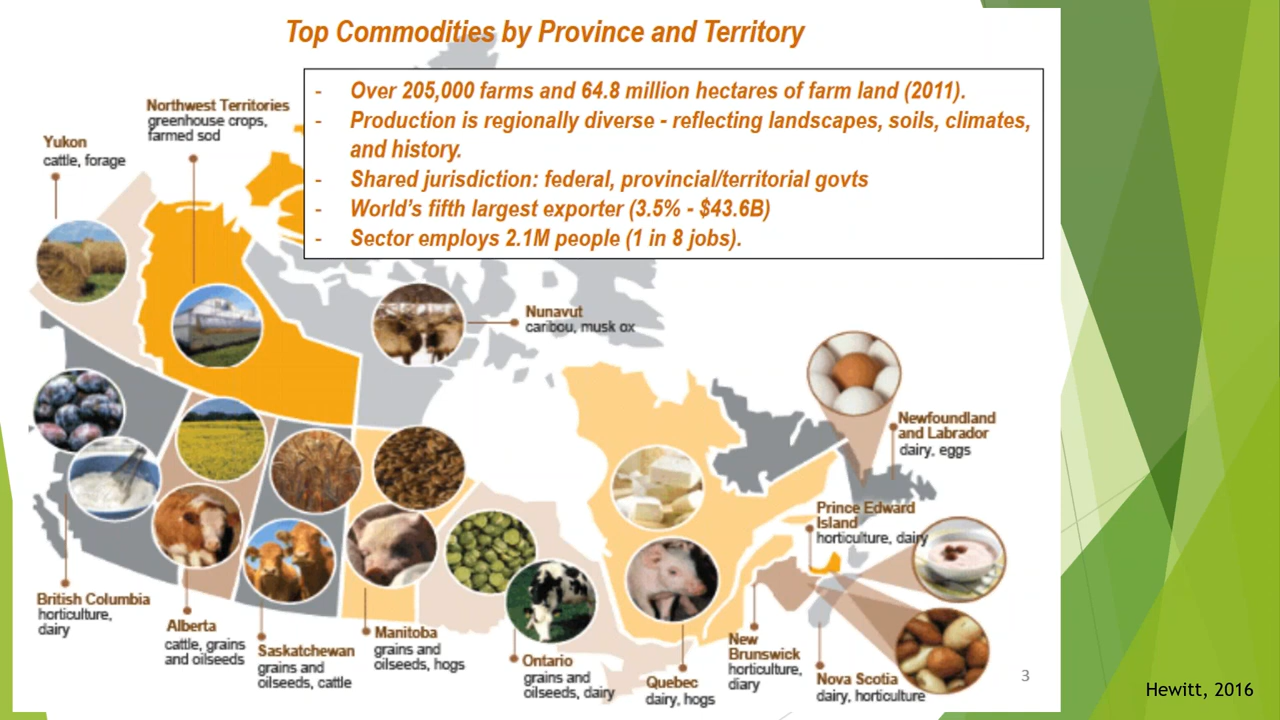 Top Commodities by Province and Territory
- Over 205,000 farms and 64.8 million hectares of farm land (2011).
- Production is regionally diverse - reflecting landscapes, soils, climates,
and history.
- Shared jurisdiction: federal, provincial/territorial govts
- World's fifth largest exporter (3.5% - $43.6B)
- Sector employs 2.1M people (1 in 8 jobs).
Northwest Territories
greenhouse crops,
farmed sod
Yukon
cattle, forage
Nunavut
caribou, musk ox
Newfoundland
and Labrador
dairy, eggs
Prince Edward
Island
horticulture, dairy
British Columbia
horticulture,
dairy
Alberta
cattle, grains
and oilseeds
Saskatchewan
grains and
oilseeds, cattle
Manitoba
grains and
oilseeds, hogs
Ontario
grains and
oilseeds, dairy
Quebec
dairy, hogs
New
Brunswick
horticulture,
diary
Nova Scotia
dairy, horticulture
3
Hewitt, 2016